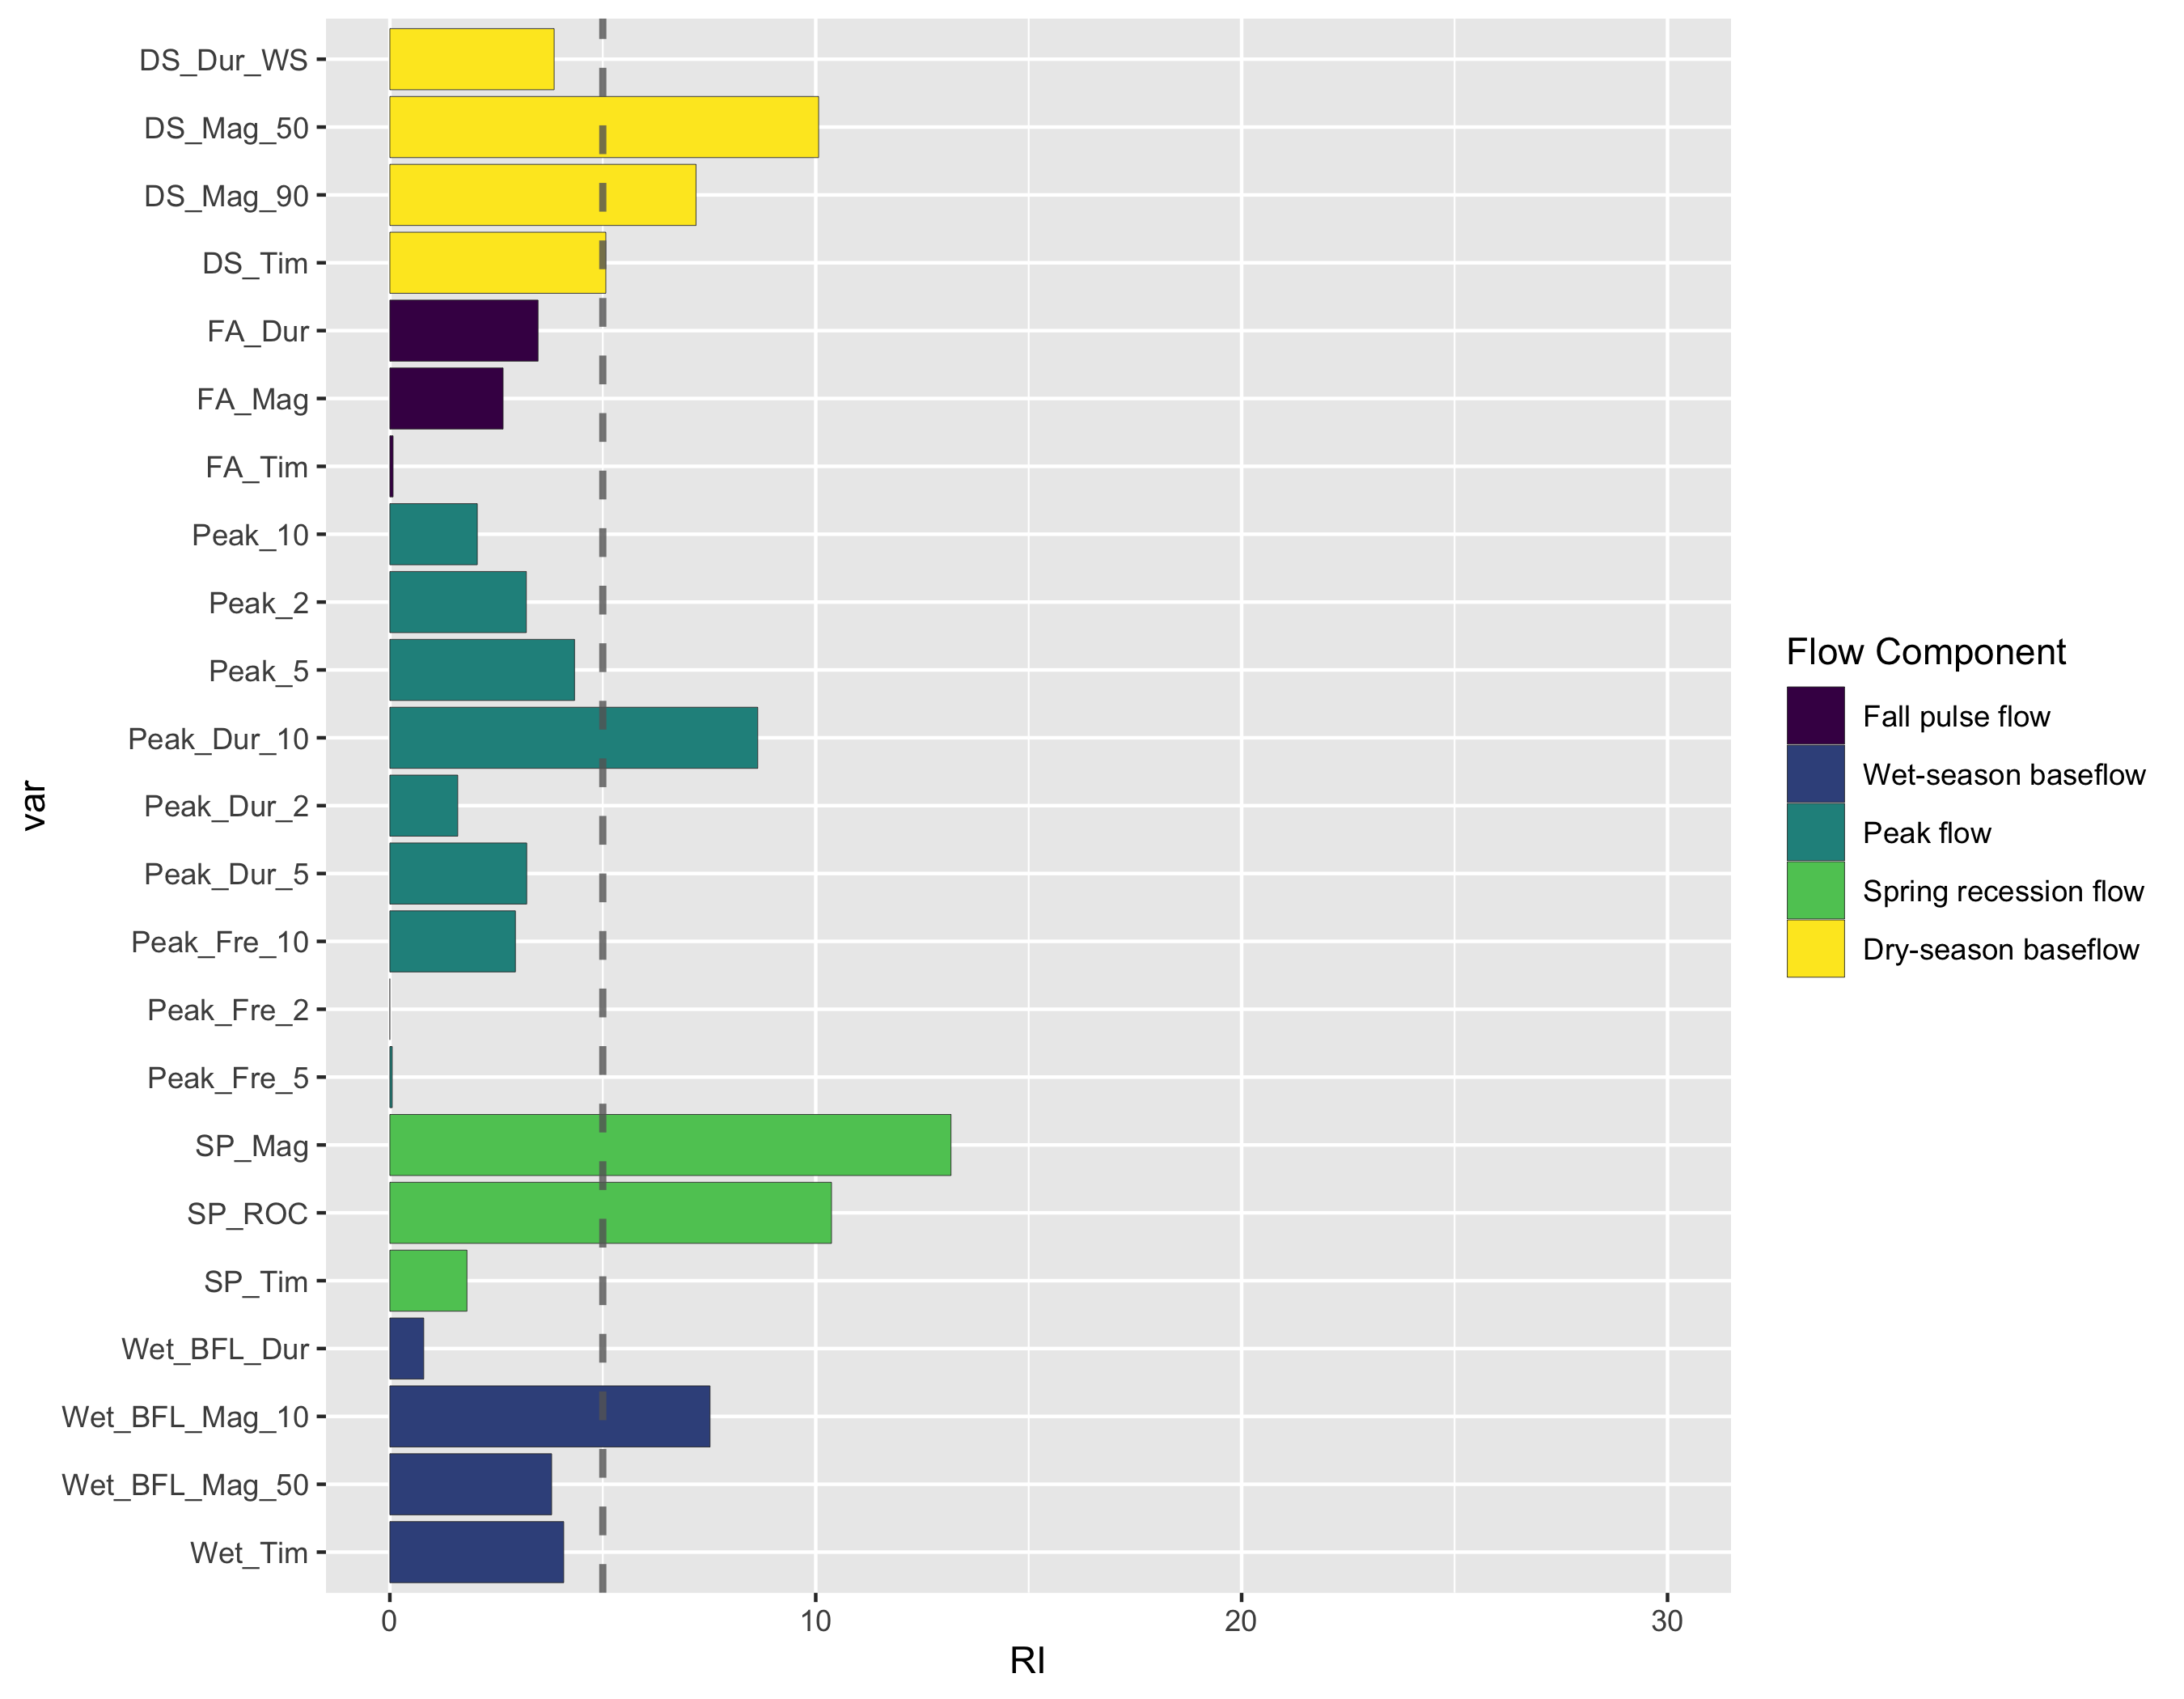 DS_Dur_WS
DS_Mag_50
DS_Mag_90
DS_Tim
FA_Dur
FA_Mag
FA_Tim
Peak_10
Peak_2
Peak_5
Peak_Dur_10
Peak_Dur_2
Peak_Dur_5
Peak_Fre_10
Peak_Fre_2
Peak_Fre_5
SP_Mag
SP_ROC
SP_Tim
Wet_BFL_Dur
Wet_BFL_Mag_10
Wet_BFL_Mag_50
Wet_Tim
var
0 10 20 30
RI
Flow Component
Fall pulse flow
Wet-season baseflow
Peak flow
Spring recession flow
Dry-season baseflow